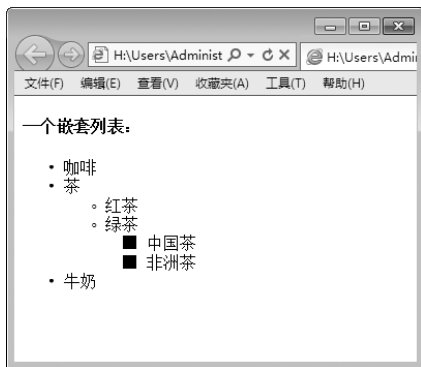 H:\Users\Administ
H:\Users\Admi
文件(F) 编辑(E) 查看(V) 收藏夹(A) 工具(T) 帮助(H)
一个嵌套列表：
• 咖啡
• 茶
◦ 红茶
◦ 绿茶
■ 中国茶
■ 非洲茶
• 牛奶